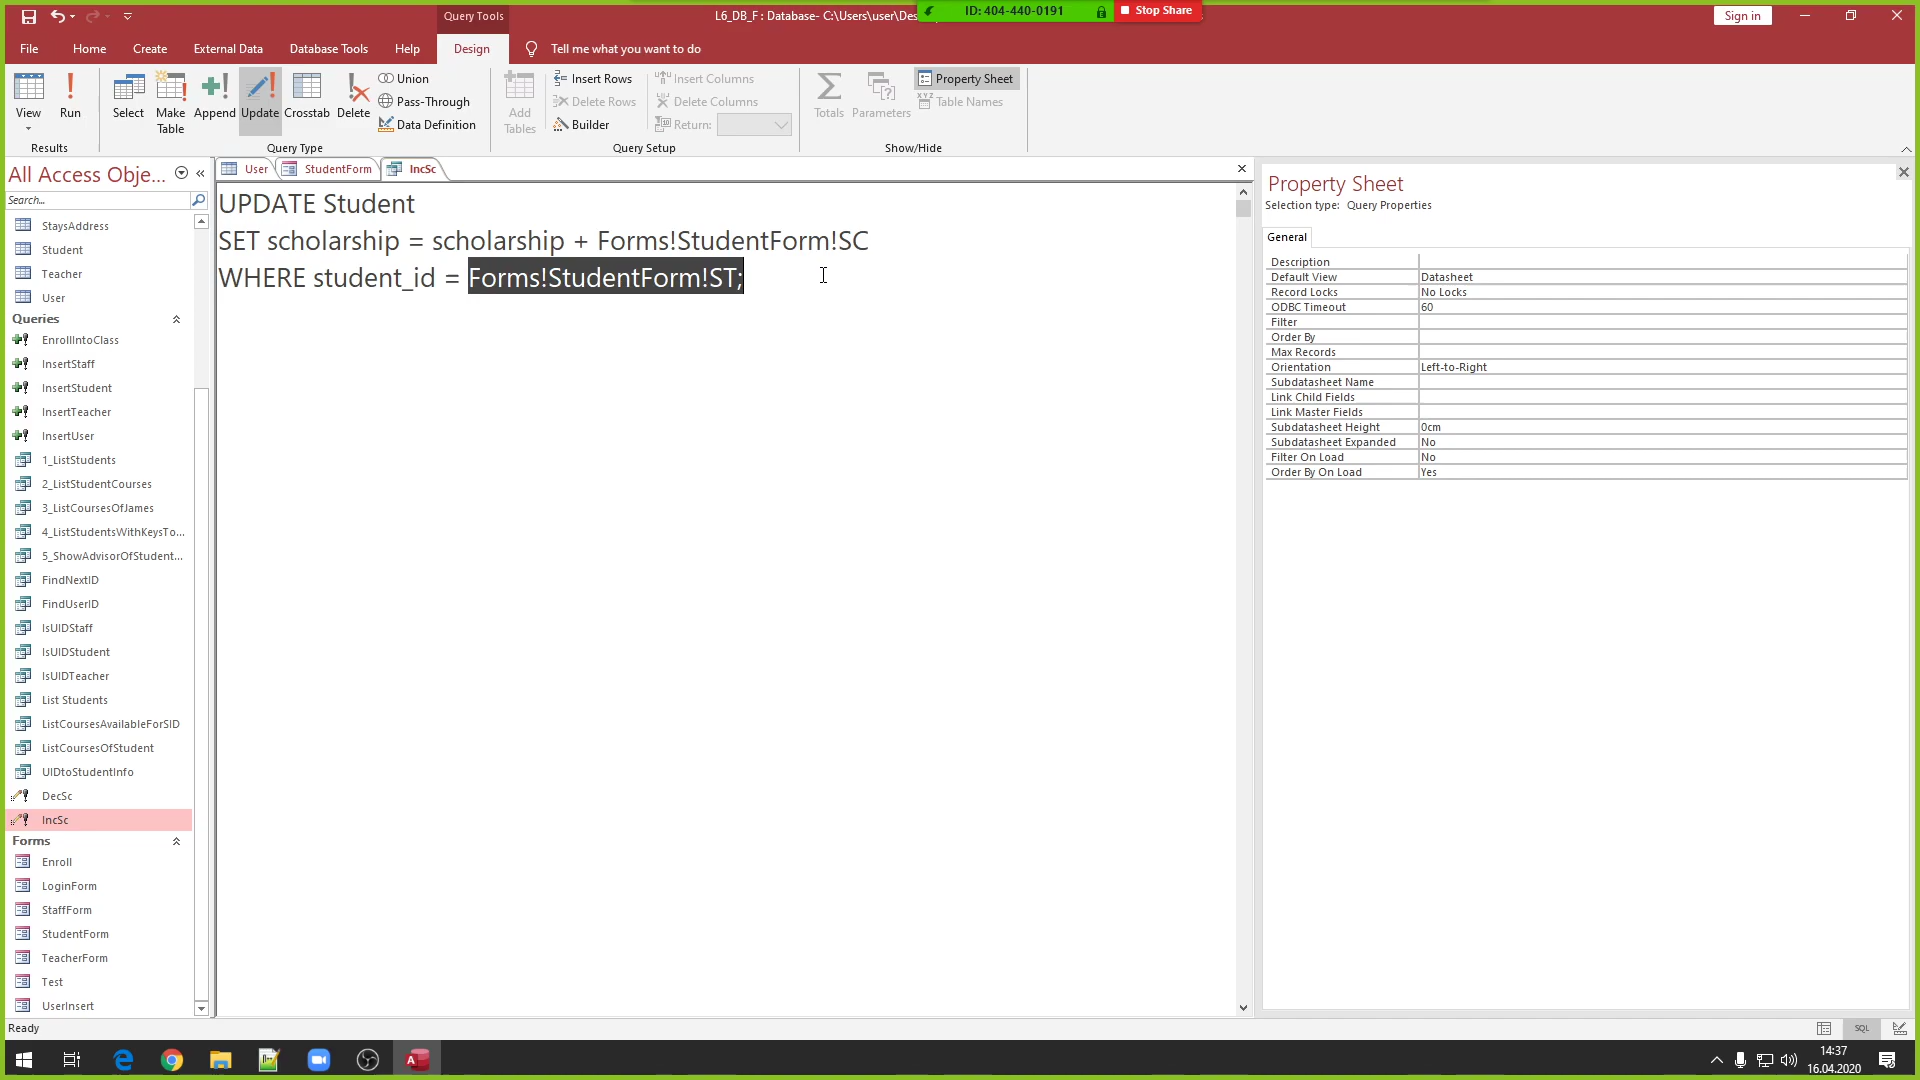 Query Tools
L6_DB_F : Database- C:\Users\user\Des
ID: 404-440-0191
Stop Share
Sign in
File
Home
Create
External Data
Database Tools
Help
Design
Tell me what you want to do
View
Run
Select
Make Table
Append
Update
Crosstab
Delete
Union
Pass-Through
Data Definition
Add Tables
Insert Rows
Delete Rows
Builder
Insert Columns
Delete Columns
Return:
Totals
Parameters
Property Sheet
Table Names
Results
Query Type
Query Setup
Show/Hide
All Access Obje...
Search...
StaysAddress
Student
Teacher
User
Queries
EnrollIntoClass
InsertStaff
InsertStudent
InsertTeacher
InsertUser
1_ListStudents
2_ListStudentCourses
3_ListCoursesOfJames
4_ListStudentsWithKeysTo...
5_ShowAdvisorOfStudent...
FindNextID
FindUserID
IsUIDStaff
IsUIDStudent
IsUIDTeacher
List Students
ListCoursesAvailableForSID
ListCoursesOfStudent
UIDtoStudentInfo
DecSc
IncSc
Forms
Enroll
LoginForm
StaffForm
StudentForm
TeacherForm
Test
UserInsert
User
StudentForm
IncSc
UPDATE Student
SET scholarship = scholarship + Forms!StudentForm!SC
WHERE student_id = Forms!StudentForm!ST;
Property Sheet
Selection type: Query Properties
General
Description
Default View Datasheet
Record Locks No Locks
ODBC Timeout 60
Filter
Order By
Max Records
Orientation Left-to-Right
Subdatasheet Name
Link Child Fields
Link Master Fields
Subdatasheet Height 0cm
Subdatasheet Expanded No
Filter On Load No
Order By On Load Yes
Ready
SQL
14:37
16.04.2020